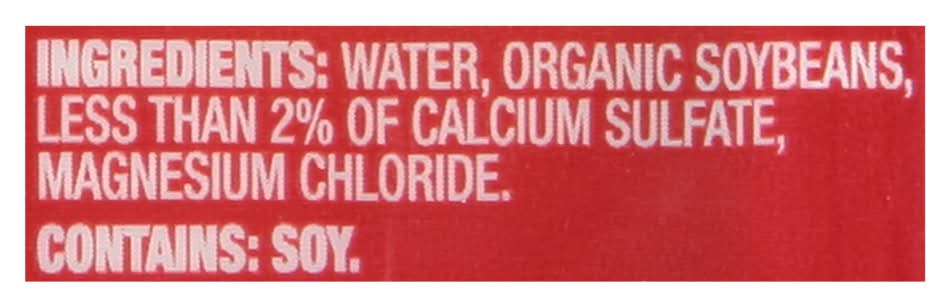 INGREDIENTS: WATER, ORGANIC SOYBEANS,
LESS THAN 2% OF CALCIUM SULFATE,
MAGNESIUM CHLORIDE.
CONTAINS: SOY.